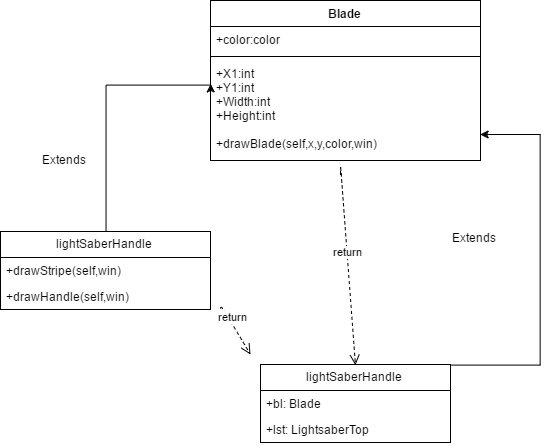 Blade
+color:color
+X1:int
+Y1:int
+Width:int
+Height:int
+drawBlade(self,x,y,color,win)
Extends
lightSaberHandle
+drawStripe(self,win)
+drawHandle(self,win)
return
Extends
return
lightSaberHandle
+bl: Blade
+lst: LightsaberTop